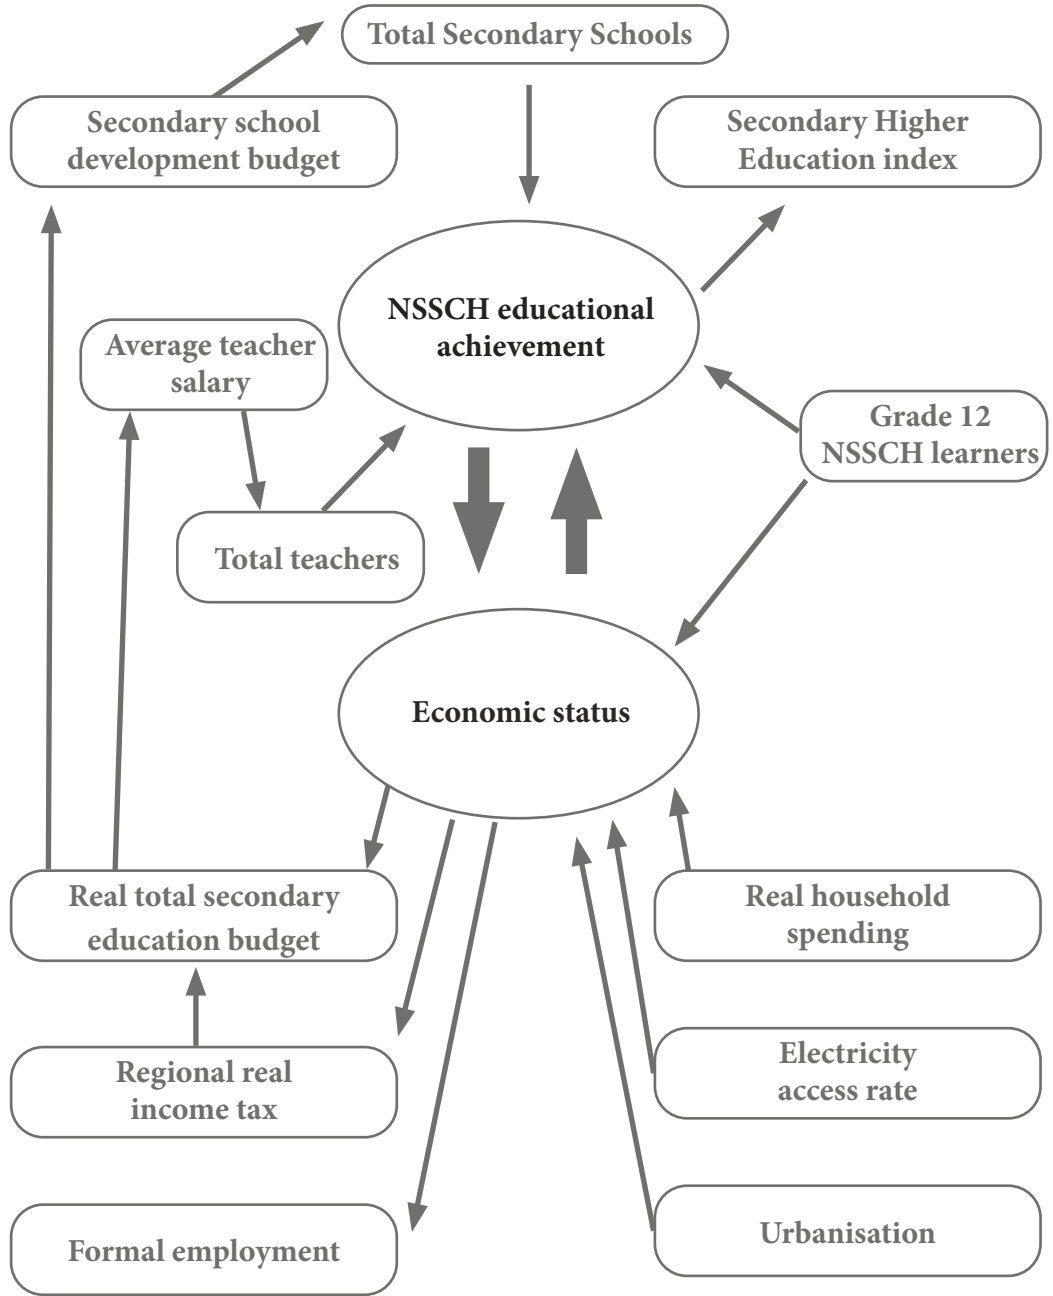 Total Secondary Schools
Secondary school
development budget
Secondary Higher
Education index
NSSCH educational
achievement
Average teacher
salary
Grade 12
NSSCH learners
Total teachers
Economic status
Real total secondary
education budget
Real household
spending
Regional real
income tax
Electricity
access rate
Formal employment
Urbanisation